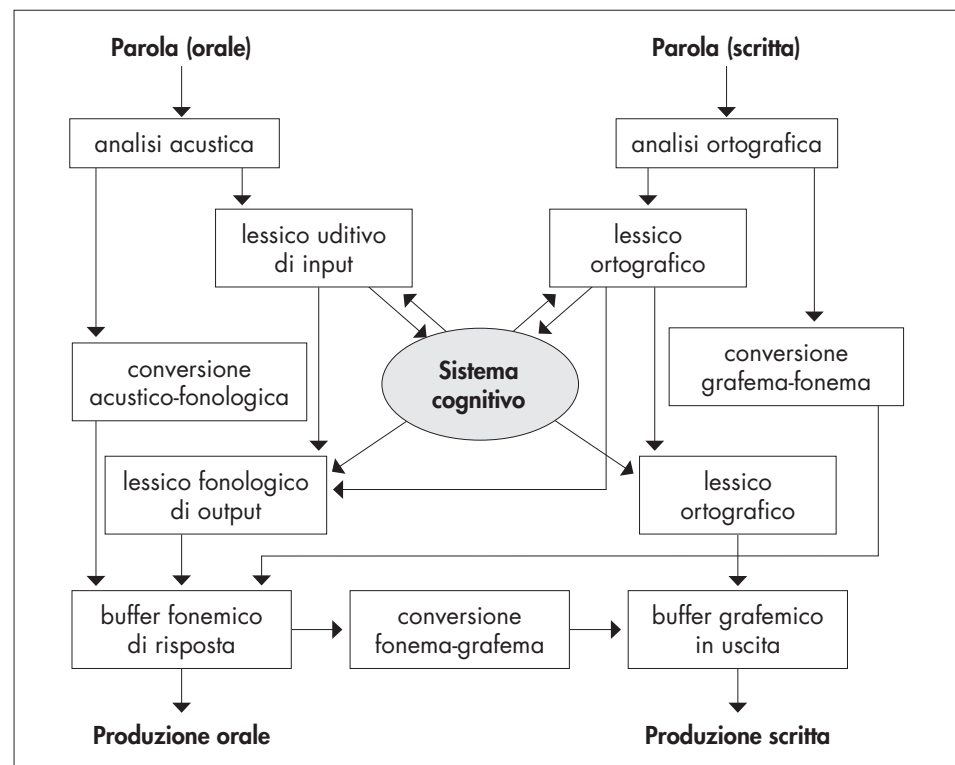 Parola (orale)
Parola (scritta)
analisi acustica
analisi ortografica
lessico uditivo
di input
lessico
ortografico
conversione
acustico-fonologica
Sistema
cognitivo
conversione
grafema-fonema
lessico fonologico
di output
lessico
ortografico
buffer fonemico
di risposta
conversione
fonema-grafema
buffer grafemico
in uscita
Produzione orale
Produzione scritta